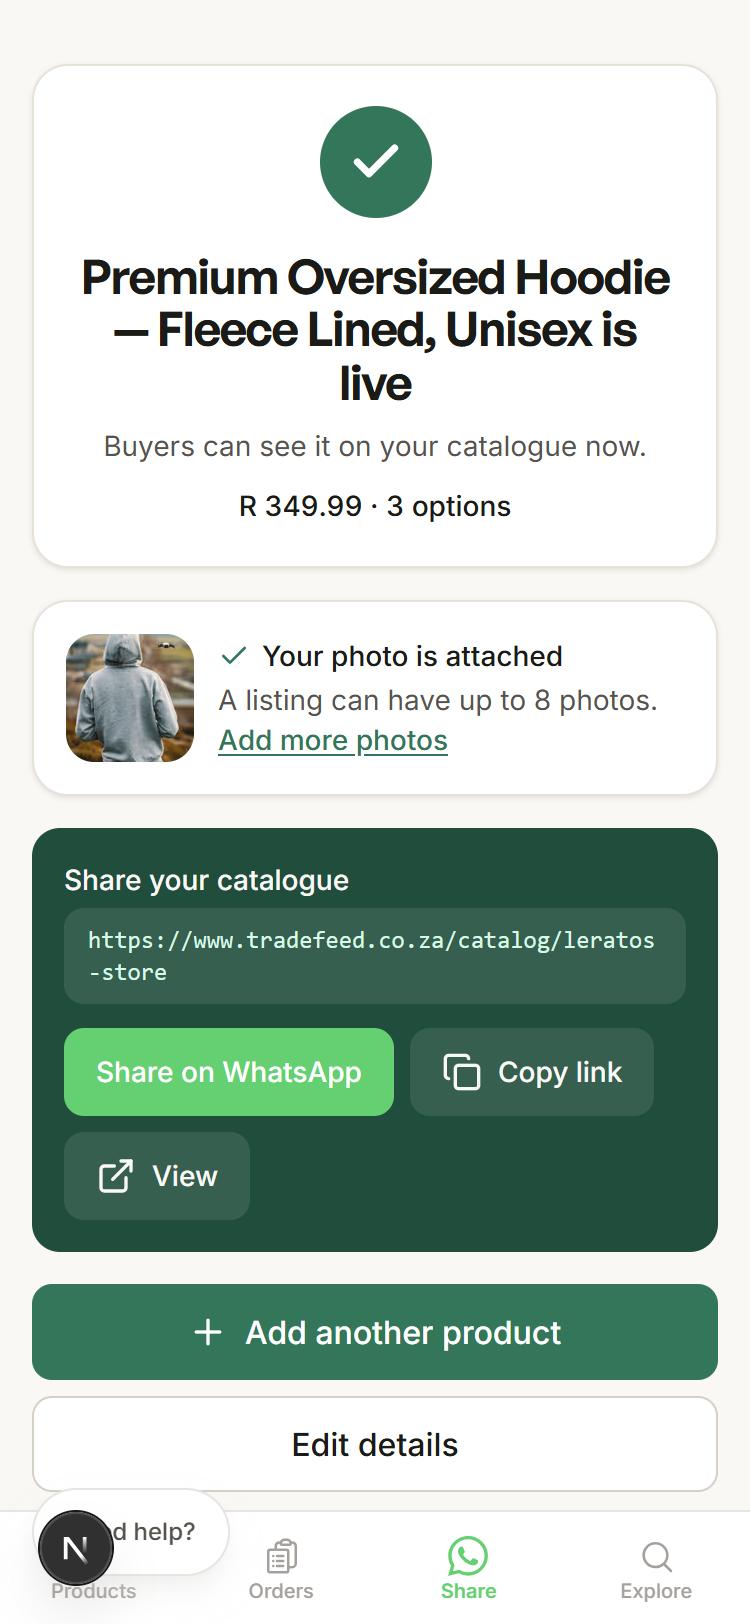 Premium Oversized Hoodie
— Fleece Lined, Unisex is
live
Buyers can see it on your catalogue now.
R 349.99 · 3 options
Your photo is attached
A listing can have up to 8 photos.
Add more photos
Share your catalogue
https://www.tradefeed.co.za/catalog/leratos
-store
Share on WhatsApp
Copy link
View
Add another product
Edit details
N
help?
Products
Orders
Share
Explore